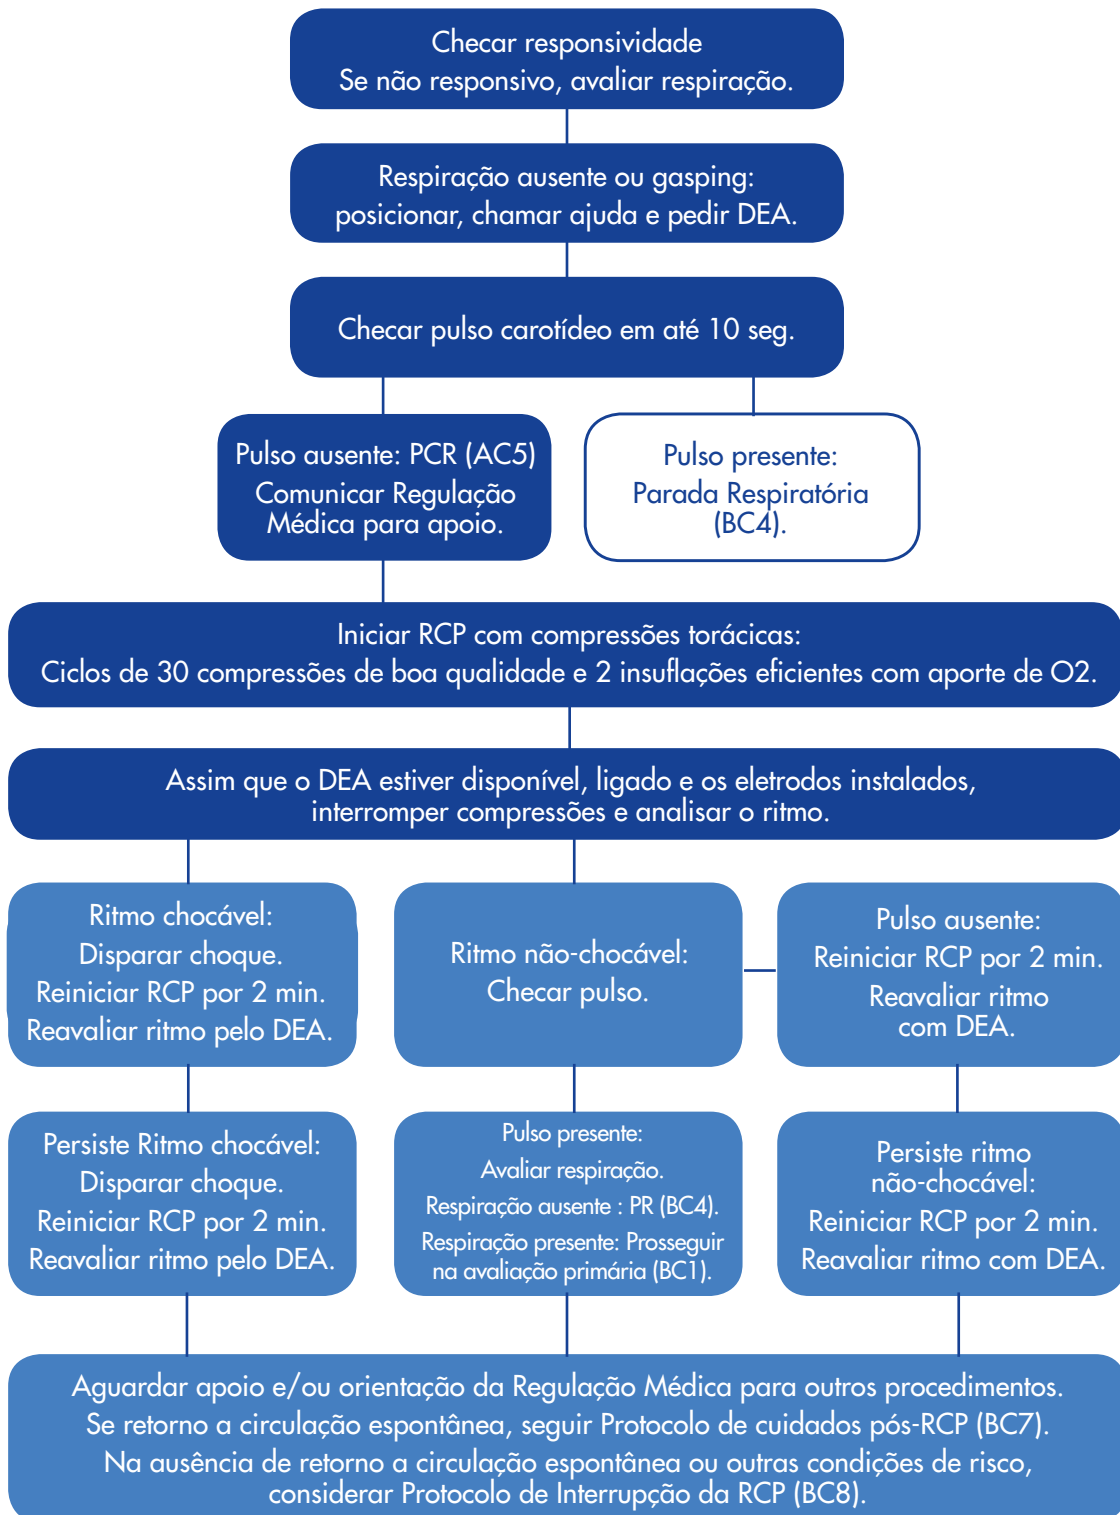 Checar responsividade
Se não responsivo, avaliar respiração.
Respiração ausente ou gasping:
posicionar, chamar ajuda e pedir DEA.
Checar pulso carotídeo em até 10 seg.
Pulso ausente: PCR (AC5)
Comunicar Regulação
Médica para apoio.
Pulso presente:
Parada Respiratória
(BC4).
Iniciar RCP com compressões torácicas:
Ciclos de 30 compressões de boa qualidade e 2 insuflações eficientes com aporte de O2.
Assim que o DEA estiver disponível, ligado e os eletrodos instalados,
interromper compressões e analisar o ritmo.
Ritmo chocável:
Disparar choque.
Reiniciar RCP por 2 min.
Reavaliar ritmo pelo DEA.
Ritmo não-chocável:
Checar pulso.
Pulso ausente:
Reiniciar RCP por 2 min.
Reavaliar ritmo
com DEA.
Persiste Ritmo chocável:
Disparar choque.
Reiniciar RCP por 2 min.
Reavaliar ritmo pelo DEA.
Pulso presente:
Avaliar respiração.
Respiração ausente : PR (BC4).
Respiração presente: Prosseguir
na avaliação primária (BC1).
Persiste ritmo
não-chocável:
Reiniciar RCP por 2 min.
Reavaliar ritmo com DEA.
Aguardar apoio e/ou orientação da Regulação Médica para outros procedimentos.
Se retorno a circulação espontânea, seguir Protocolo de cuidados pós-RCP (BC7).
Na ausência de retorno a circulação espontânea ou outras condições de risco,
considerar Protocolo de Interrupção da RCP (BC8).